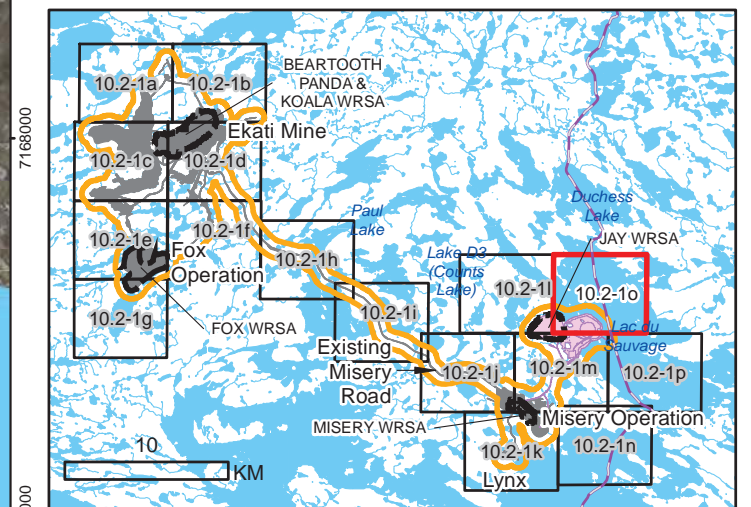 BEARTOOTH
PANDA &
KOALA WRSA
10.2-1a
10.2-1b
Ekati Mine
7168000
10.2-1c
10.2-1d
Duchess
Lake
Paul
Lake
10.2-1e
10.2-1f
JAY WRSA
Fox
Operation
10.2-1h
Lake D3
(Counts
Lake)
10.2-1l
10.2-1o
10.2-1g
FOX WRSA
10.2-1i
Lac du
Sauvage
Existing
Misery
Road
10.2-1j
10.2-1m
10.2-1p
MISERY WRSA
Misery Operation
10
KM
10.2-1k
10.2-1n
Lynx
000